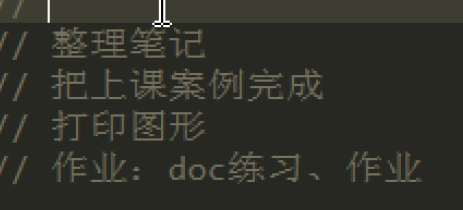 //
// 整理笔记
// 把上课案例完成
// 打印图形
// 作业：doc练习、作业